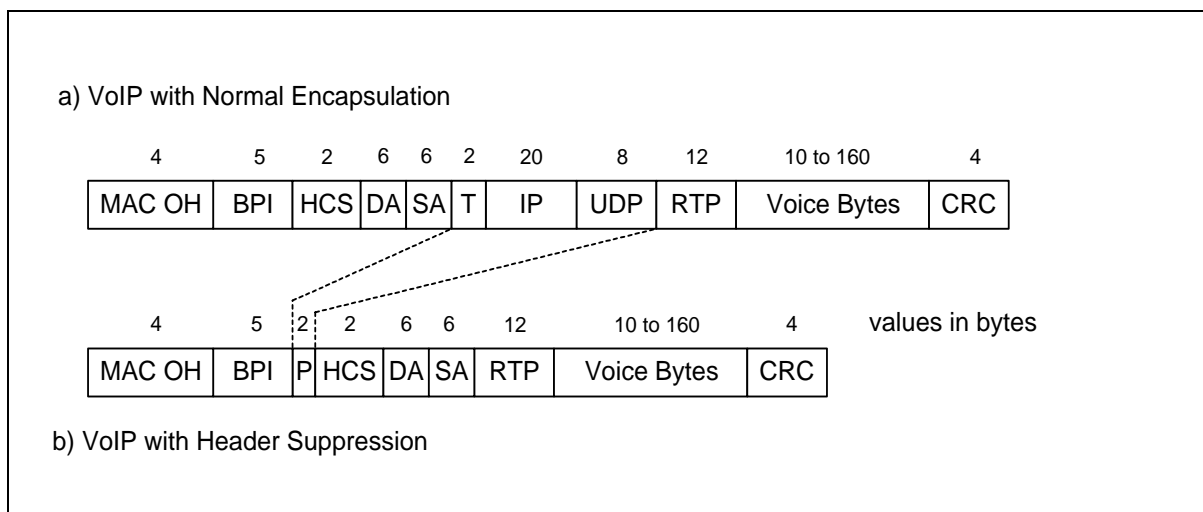 a) VoIP with Normal Encapsulation
4 5 2 6 6 2 20 8 12 10 to 160 4
MAC OH BPI HCS DA SA T IP UDP RTP Voice Bytes CRC
4 5 2 2 6 6 12 10 to 160 4 values in bytes
MAC OH BPI P HCS DA SA RTP Voice Bytes CRC
b) VoIP with Header Suppression